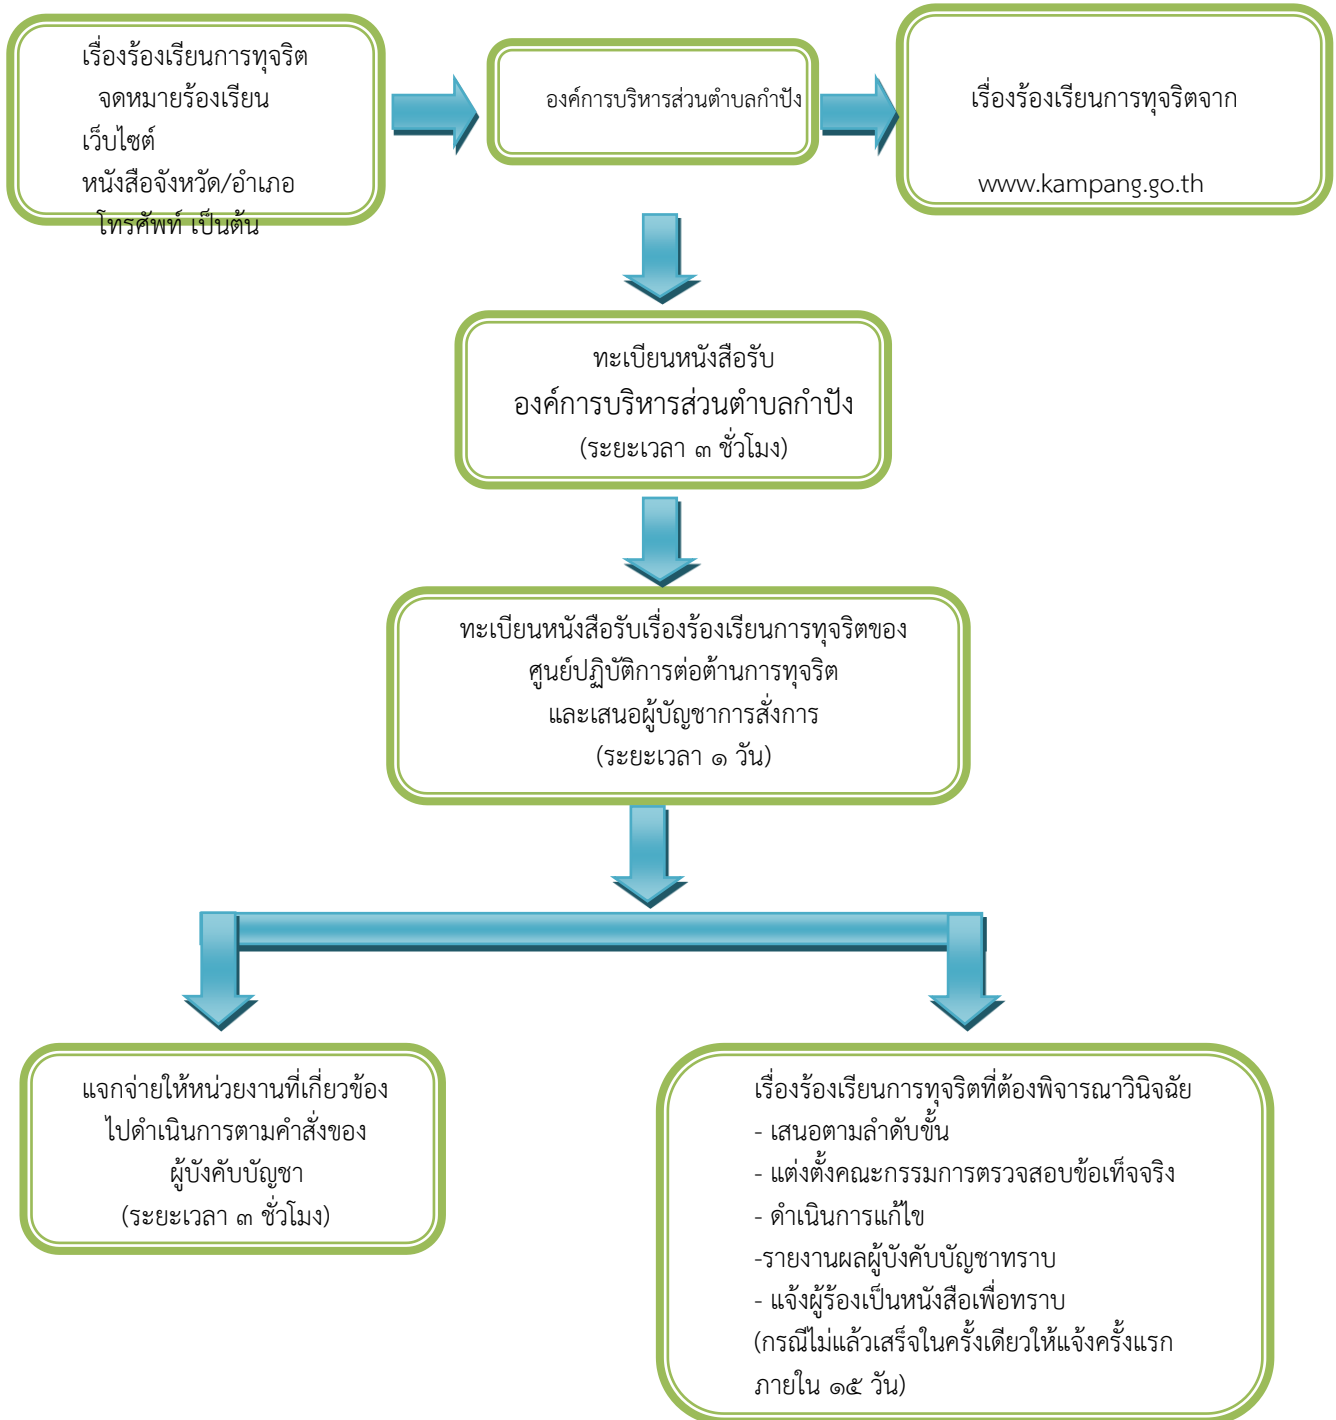 เรื่องร้องเรียนการทุจริต
จดหมายร้องเรียน
เว็บไซต์
หนังสือจังหวัด/อำเภอ
โทรศัพท์ เป็นต้น
องค์การบริหารส่วนตำบลกำปัง
เรื่องร้องเรียนการทุจริตจาก
www.kampang.go.th
ทะเบียนหนังสือรับ
องค์การบริหารส่วนตำบลกำปัง
(ระยะเวลา ๓ ชั่วโมง)
ทะเบียนหนังสือรับเรื่องร้องเรียนการทุจริตของ
ศูนย์ปฏิบัติการต่อต้านการทุจริต
และเสนอผู้บัญชาการสั่งการ
(ระยะเวลา ๑ วัน)
แจกจ่ายให้หน่วยงานที่เกี่ยวข้อง
ไปดำเนินการตามคำสั่งของ
ผู้บังคับบัญชา
(ระยะเวลา ๓ ชั่วโมง)
เรื่องร้องเรียนการทุจริตที่ต้องพิจารณาวินิจฉัย
- เสนอตามลำดับขั้น
- แต่งตั้งคณะกรรมการตรวจสอบข้อเท็จจริง
- ดำเนินการแก้ไข
-รายงานผลผู้บังคับบัญชาทราบ
- แจ้งผู้ร้องเป็นหนังสือเพื่อทราบ
(กรณีไม่แล้วเสร็จในครั้งเดียวให้แจ้งครั้งแรก
ภายใน ๑๕ วัน)